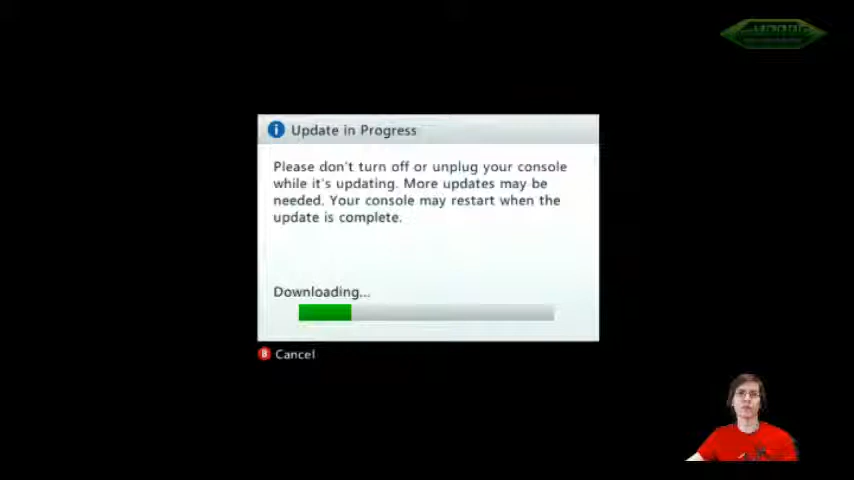 Update in Progress
Please don't turn off or unplug your console
while it's updating. More updates may be
needed. Your console may restart when the
update is complete.
Downloading...
B Cancel